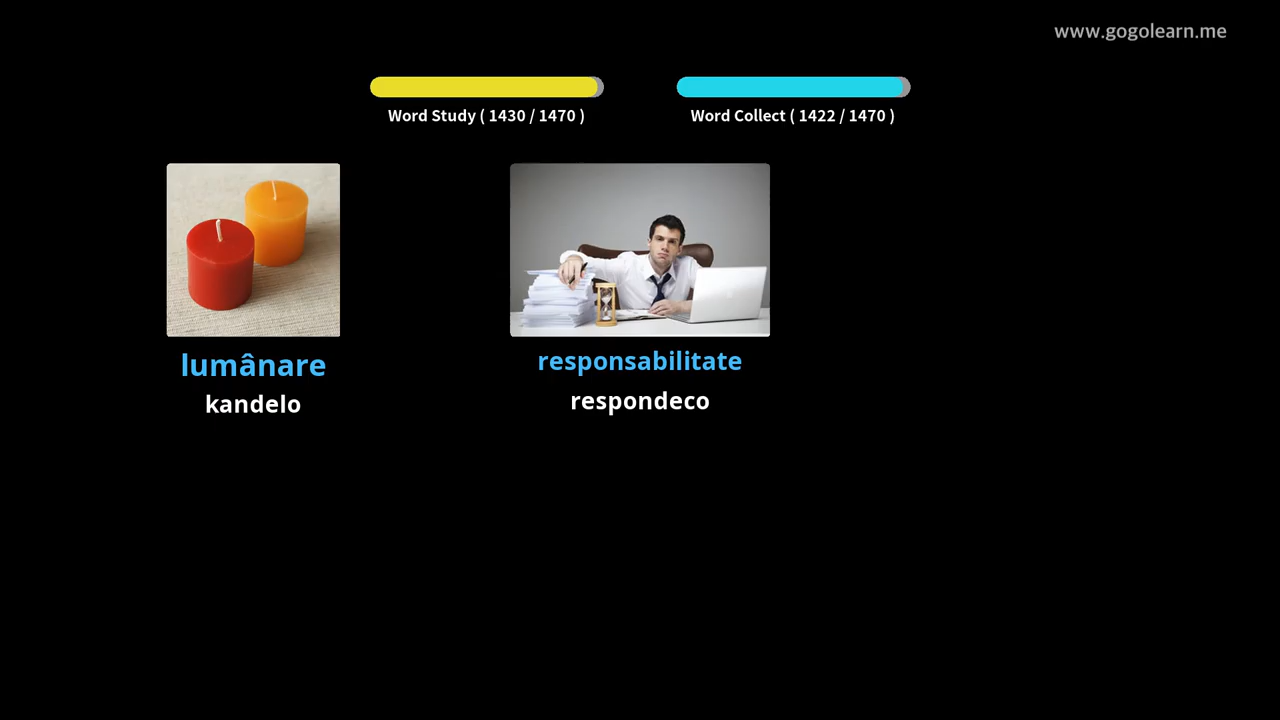 www.gogolearn.me
Word Study ( 1430 / 1470 )
Word Collect ( 1422 / 1470 )
lumânare
kandelo
responsabilitate
respondeco